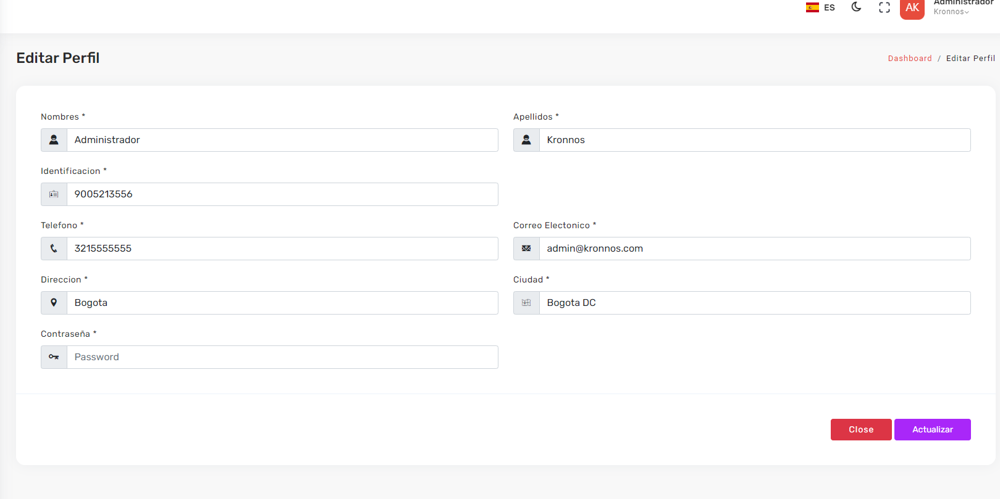 ES
AK
Administrador
Kronnos
Editar Perfil
Dashboard / Editar Perfil
Nombres *
Apellidos *
Administrador
Kronnos
Identificacion *
9005213556
Telefono *
Correo Electonico *
3215555555
admin@kronnos.com
Direccion *
Ciudad *
Bogota
Bogota DC
Contraseña *
Password
Close
Actualizar